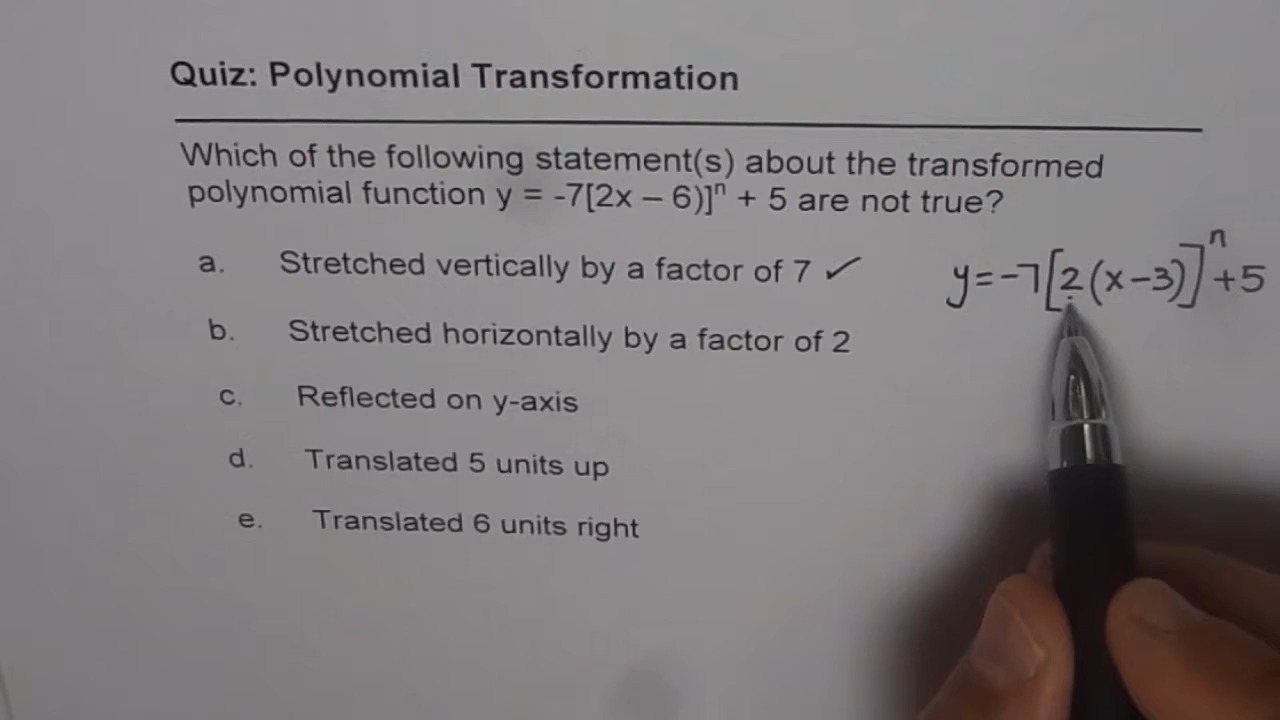 Quiz: Polynomial Transformation
Which of the following statement(s) about the transformed
polynomial function y = -7[2x – 6)]ⁿ + 5 are not true?
a. Stretched vertically by a factor of 7 ✓
y=-7[2(x-3)]ⁿ+5
b. Stretched horizontally by a factor of 2
c. Reflected on y-axis
d. Translated 5 units up
e. Translated 6 units right